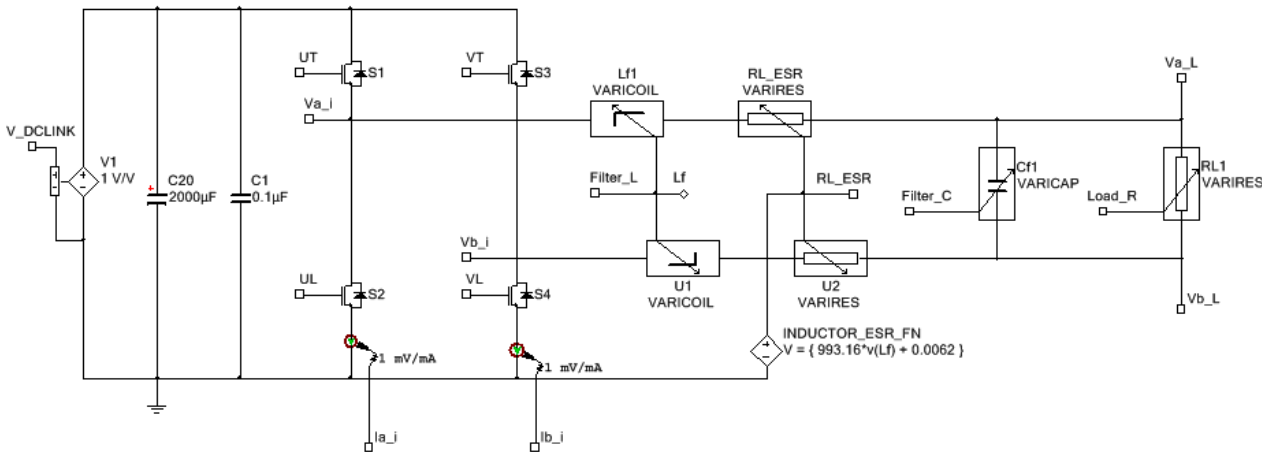 Va_L
UT
S1
VT
S3
Lf1
VARICOIL
RL_ESR
VARIRES
Va_i
V_DCLINK
V1
1 V/V
C20
2000µF
C1
0.1µF
Filter_L
Lf
RL_ESR
Cf1
VARICAP
Filter_C
RL1
VARIRES
Load_R
Vb_i
UL
S2
VL
S4
U1
VARICOIL
U2
VARIRES
Vb_L
INDUCTOR_ESR_FN
V = { 993.16*v(Lf) + 0.0062 }
1 mV/mA
1 mV/mA
Ia_i
Ib_i